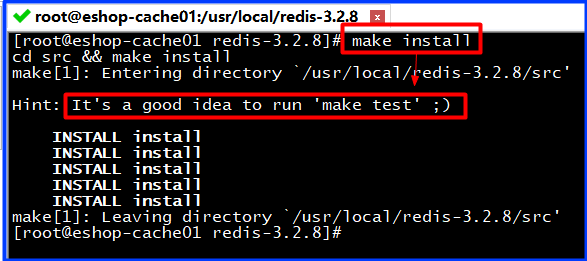 root@eshop-cache01:/usr/local/redis-3.2.8 x
[root@eshop-cache01 redis-3.2.8]# make install
cd src && make install
make[1]: Entering directory `/usr/local/redis-3.2.8/src'
Hint: It's a good idea to run 'make test' ;)
INSTALL install
INSTALL install
INSTALL install
INSTALL install
INSTALL install
make[1]: Leaving directory `/usr/local/redis-3.2.8/src'
[root@eshop-cache01 redis-3.2.8]#